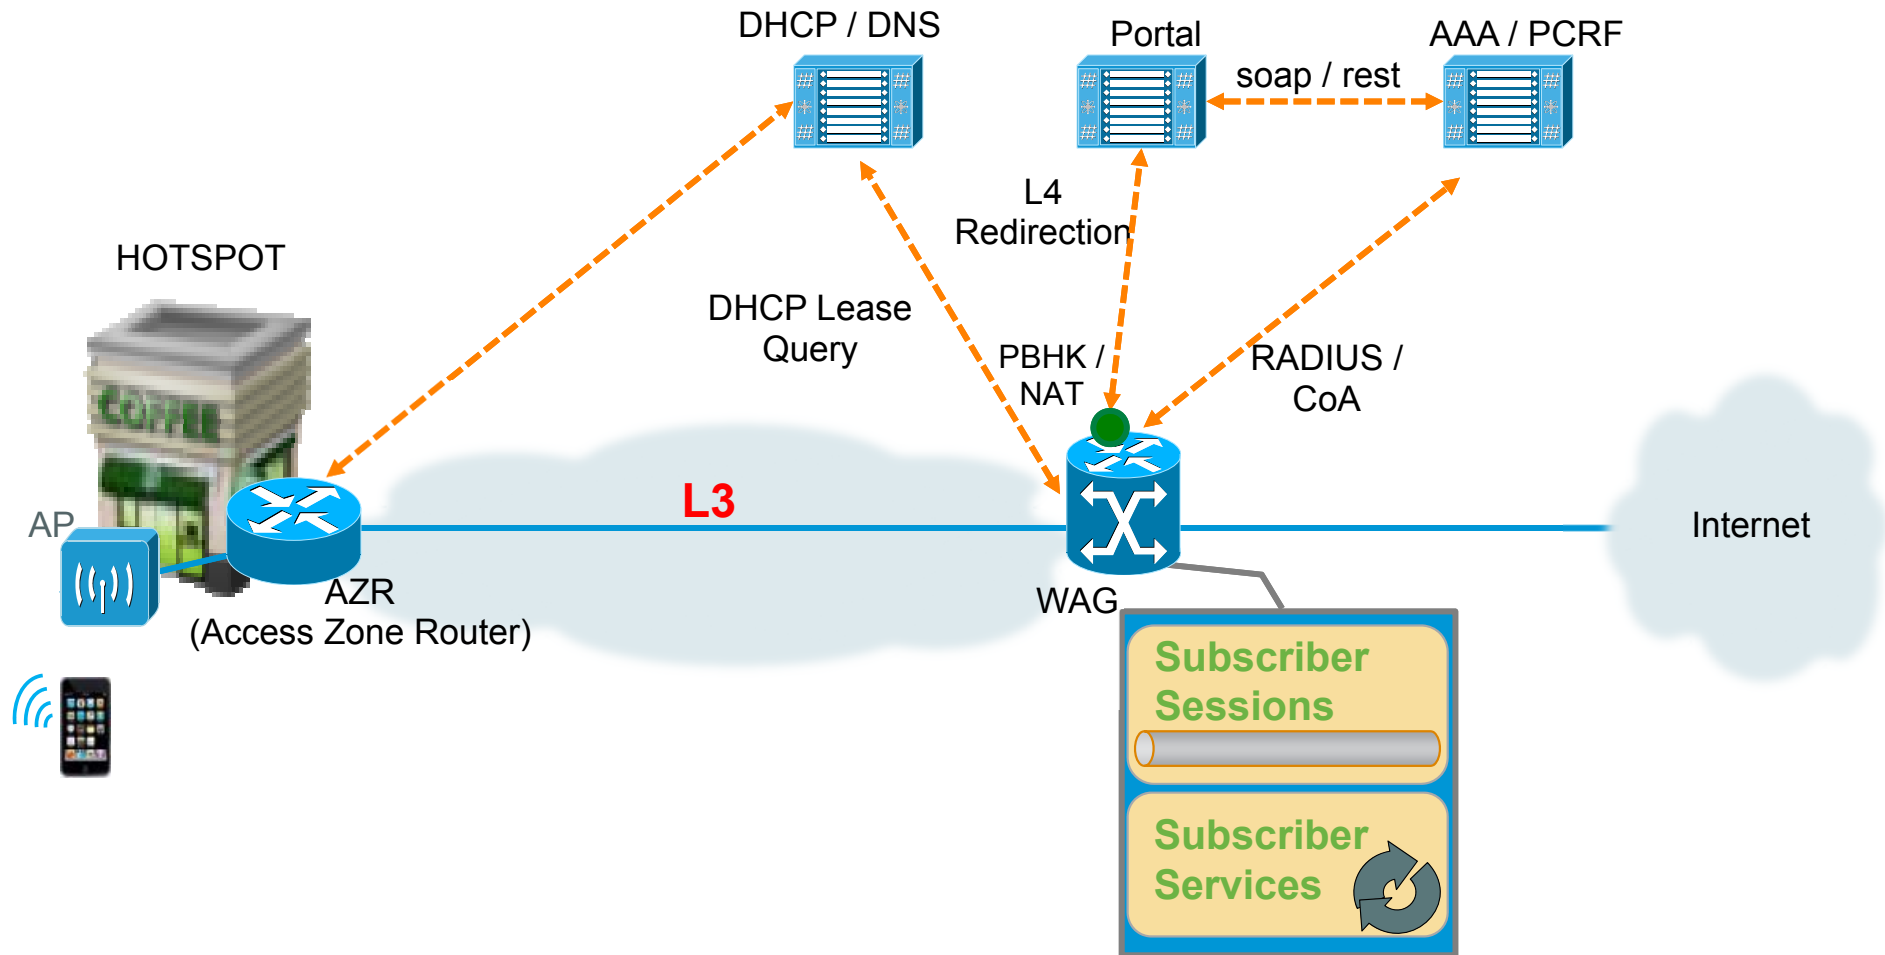 DHCP / DNS
Portal
AAA / PCRF
soap / rest
L4
Redirection
HOTSPOT
DHCP Lease
Query
PBHK /
NAT
RADIUS /
CoA
COFFEE
L3
AP
Internet
AZR
(Access Zone Router)
WAG
Subscriber
Sessions
Subscriber
Services